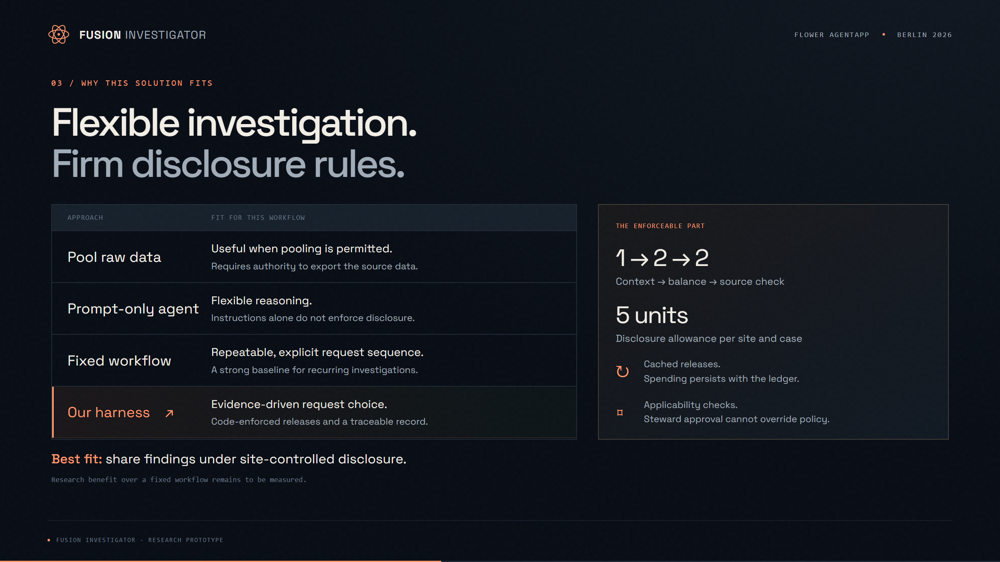 FUSION INVESTIGATOR
FLOWER AGENTAPP • BERLIN 2026
03 / WHY THIS SOLUTION FITS
Flexible investigation.
Firm disclosure rules.
APPROACH
FIT FOR THIS WORKFLOW
Pool raw data
Useful when pooling is permitted.
Requires authority to export the source data.
Prompt-only agent
Flexible reasoning.
Instructions alone do not enforce disclosure.
Fixed workflow
Repeatable, explicit request sequence.
A strong baseline for recurring investigations.
Our harness ↗
Evidence-driven request choice.
Code-enforced releases and a traceable record.
THE ENFORCEABLE PART
1→2→2
Context → balance → source check
5 units
Disclosure allowance per site and case
↻ Cached releases.
Spending persists with the ledger.
¤ Applicability checks.
Steward approval cannot override policy.
Best fit: share findings under site-controlled disclosure.
Research benefit over a fixed workflow remains to be measured.
• FUSION INVESTIGATOR · RESEARCH PROTOTYPE